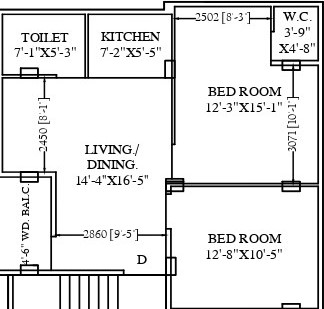 2502 [8'-3"]
W.C.
3'-9"
X4'-8"
TOILET
7'-1"X5'-3"
KITCHEN
7'-2"X5'-5"
BED ROOM
12'-3"X15'-1"
2450 [8'-1"]
3071 [10'-1"]
LIVING./
DINING.
14'-4"X16'-5"
4'-6" WD. BALC.
2860 [9'-5"]
D
BED ROOM
12'-8"X10'-5"